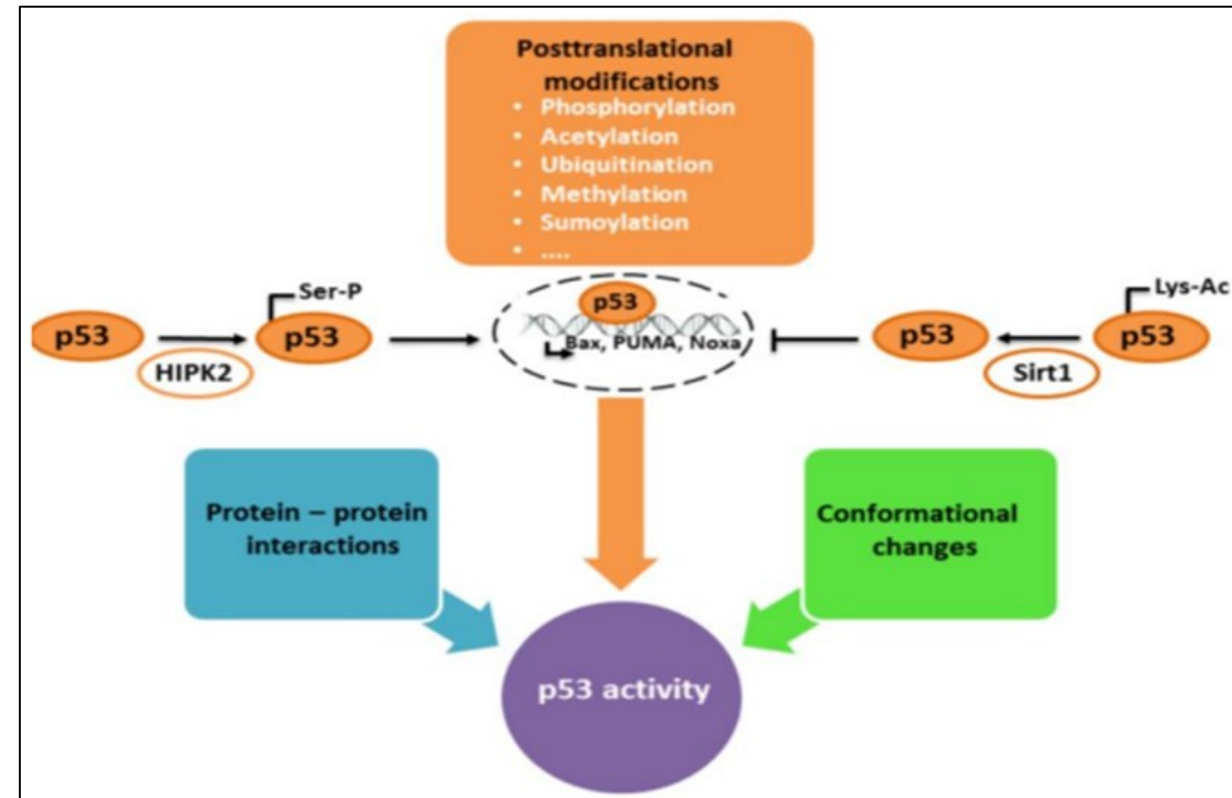 Posttranslational
modifications
• Phosphorylation
• Acetylation
• Ubiquitination
• Methylation
• Sumoylation
• ....
p53
HIPK2
Ser-P
p53
p53
Bax, PUMA, Noxa
p53
Sirt1
Lys-Ac
p53
Protein – protein
interactions
Conformational
changes
p53 activity